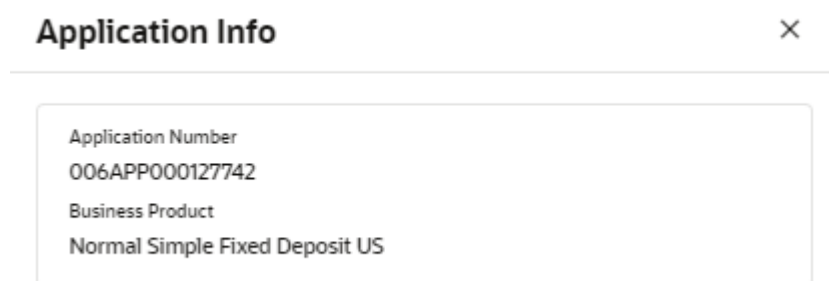 Application Info
Application Number
006APP000127742
Business Product
Normal Simple Fixed Deposit US